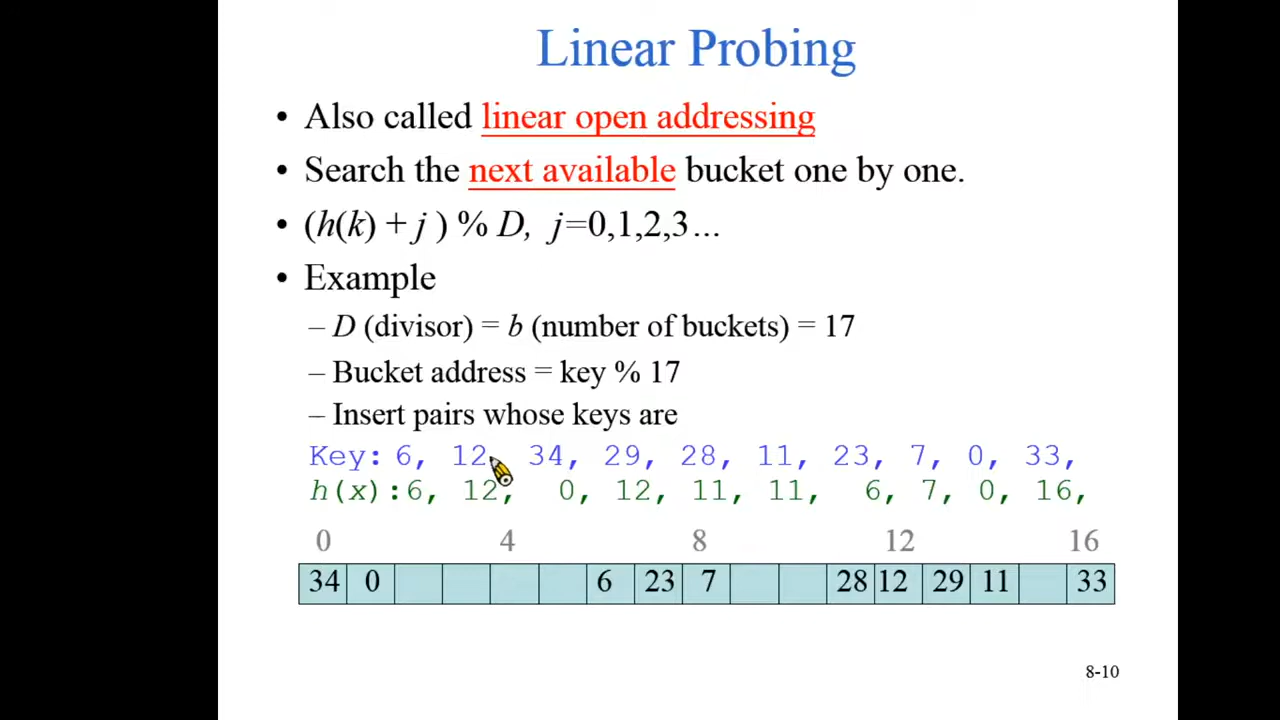 Linear Probing
• Also called linear open addressing
• Search the next available bucket one by one.
• (h(k) + j ) % D, j=0,1,2,3...
• Example
– D (divisor) = b (number of buckets) = 17
– Bucket address = key % 17
– Insert pairs whose keys are
Key: 6, 12, 34, 29, 28, 11, 23, 7, 0, 33,
h(x):6, 12, 0, 12, 11, 11, 6, 7, 0, 16,
0 4 8 12 16
34 0 6 23 7 28 12 29 11 33
8-10